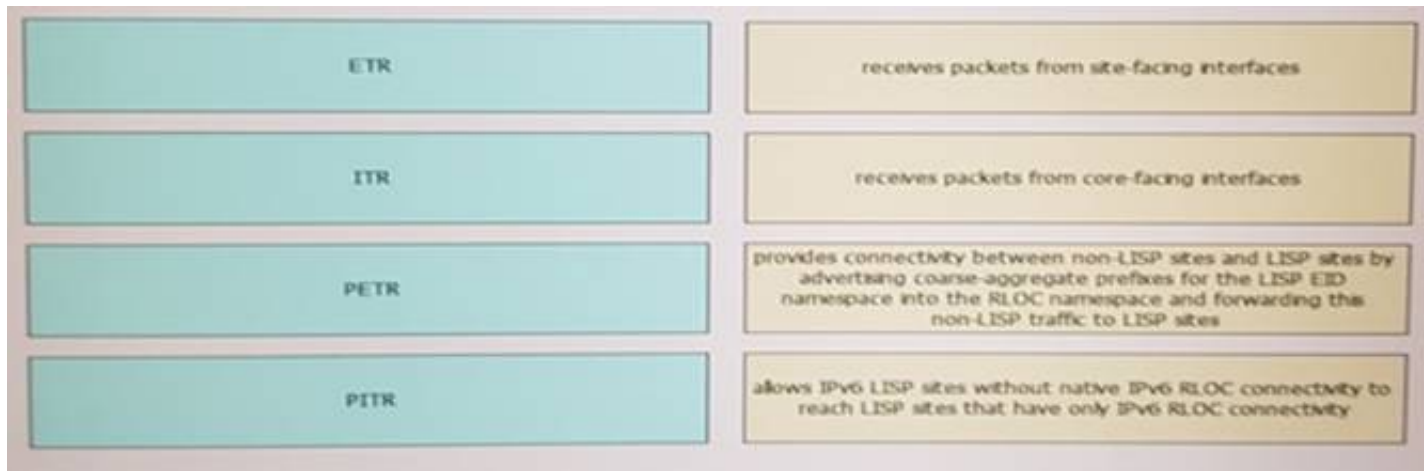 ETR
receives packets from site-facing interfaces
ITR
receives packets from core-facing interfaces
PETR
provides connectivity between non-LISP sites and LISP sites by
advertising coarse-aggregate prefixes for the LISP EID
namespace into the RLOC namespace and forwarding this
non-LISP traffic to LISP sites
PITR
allows IPv6 LISP sites without native IPv6 RLOC connectivity to
reach LISP sites that have only IPv6 RLOC connectivity